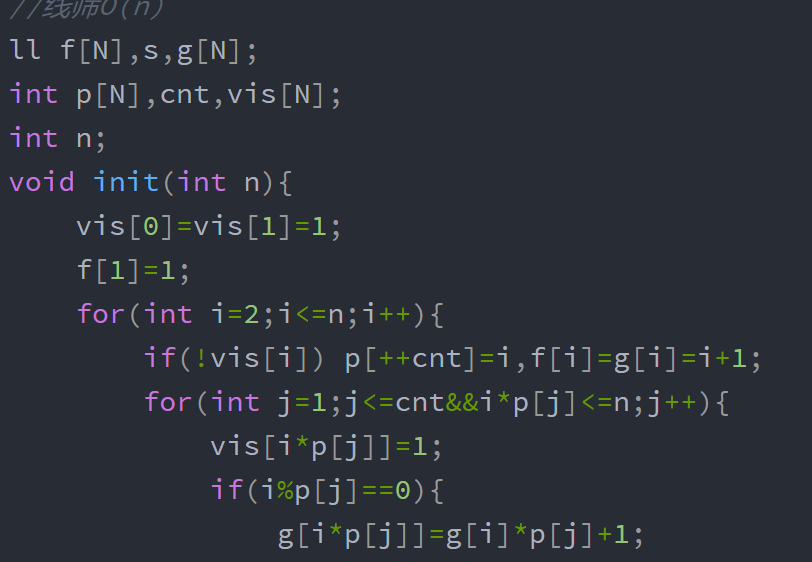 //线师O(n)
ll f[N],s,g[N];
int p[N],cnt,vis[N];
int n;
void init(int n){
    vis[0]=vis[1]=1;
    f[1]=1;
    for(int i=2;i<=n;i++){
        if(!vis[i]) p[++cnt]=i,f[i]=g[i]=i+1;
        for(int j=1;j<=cnt&&i*p[j]<=n;j++){
            vis[i*p[j]]=1;
            if(i%p[j]==0){
                g[i*p[j]]=g[i]*p[j]+1;